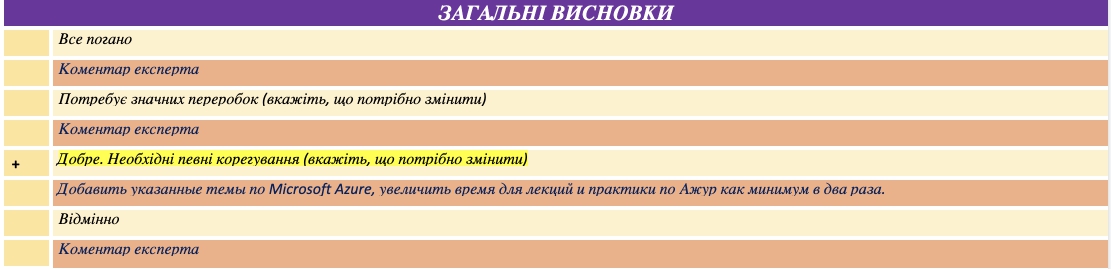 ЗАГАЛЬНІ ВИСНОВКИ
Все погано
Коментар експерта
Потребує значних переробок (вкажіть, що потрібно змінити)
Коментар експерта
+ Добре. Необхідні певні корегування (вкажіть, що потрібно змінити)
Добавить указанные темы по Microsoft Azure, увеличить время для лекций и практики по Ажур как минимум в два раза.
Відмінно
Коментар експерта